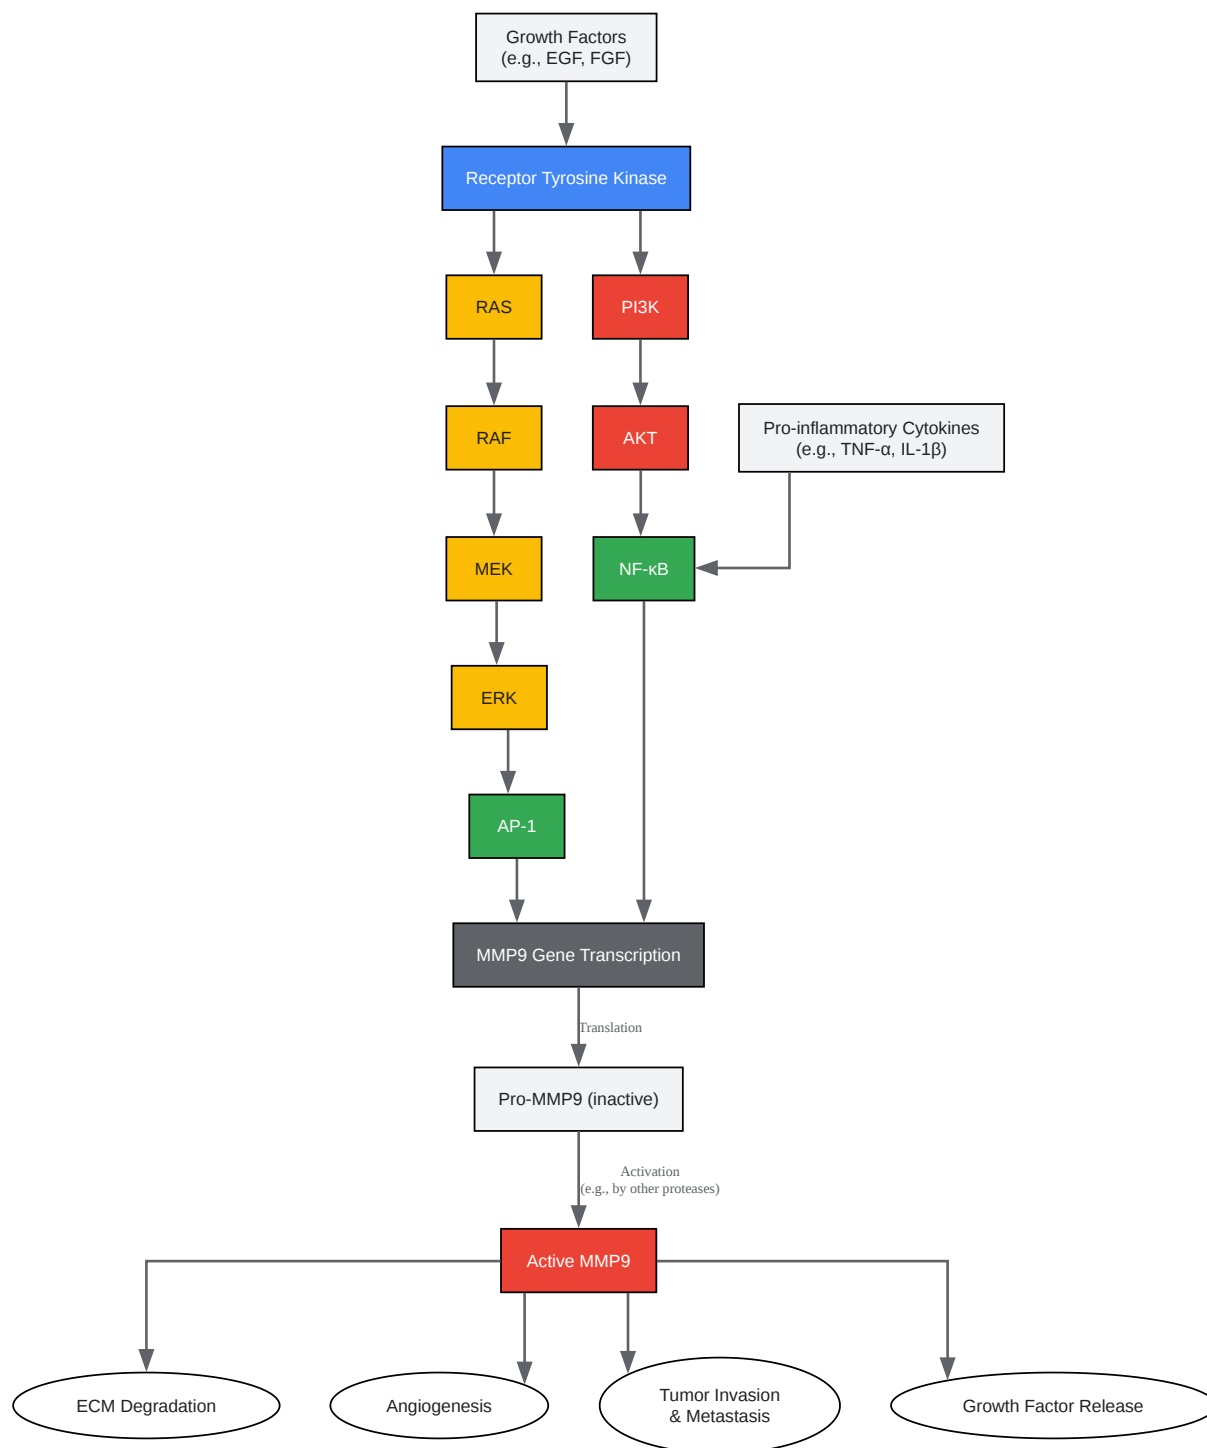 Growth Factors
(e.g., EGF, FGF)
Receptor Tyrosine Kinase
RAS
PI3K
RAF
AKT
Pro-inflammatory Cytokines
(e.g., TNF-α, IL-1β)
MEK
NF-κB
ERK
AP-1
MMP9 Gene Transcription
Translation
Pro-MMP9 (inactive)
Activation
(e.g., by other proteases)
Active MMP9
ECM Degradation
Angiogenesis
Tumor Invasion
& Metastasis
Growth Factor Release